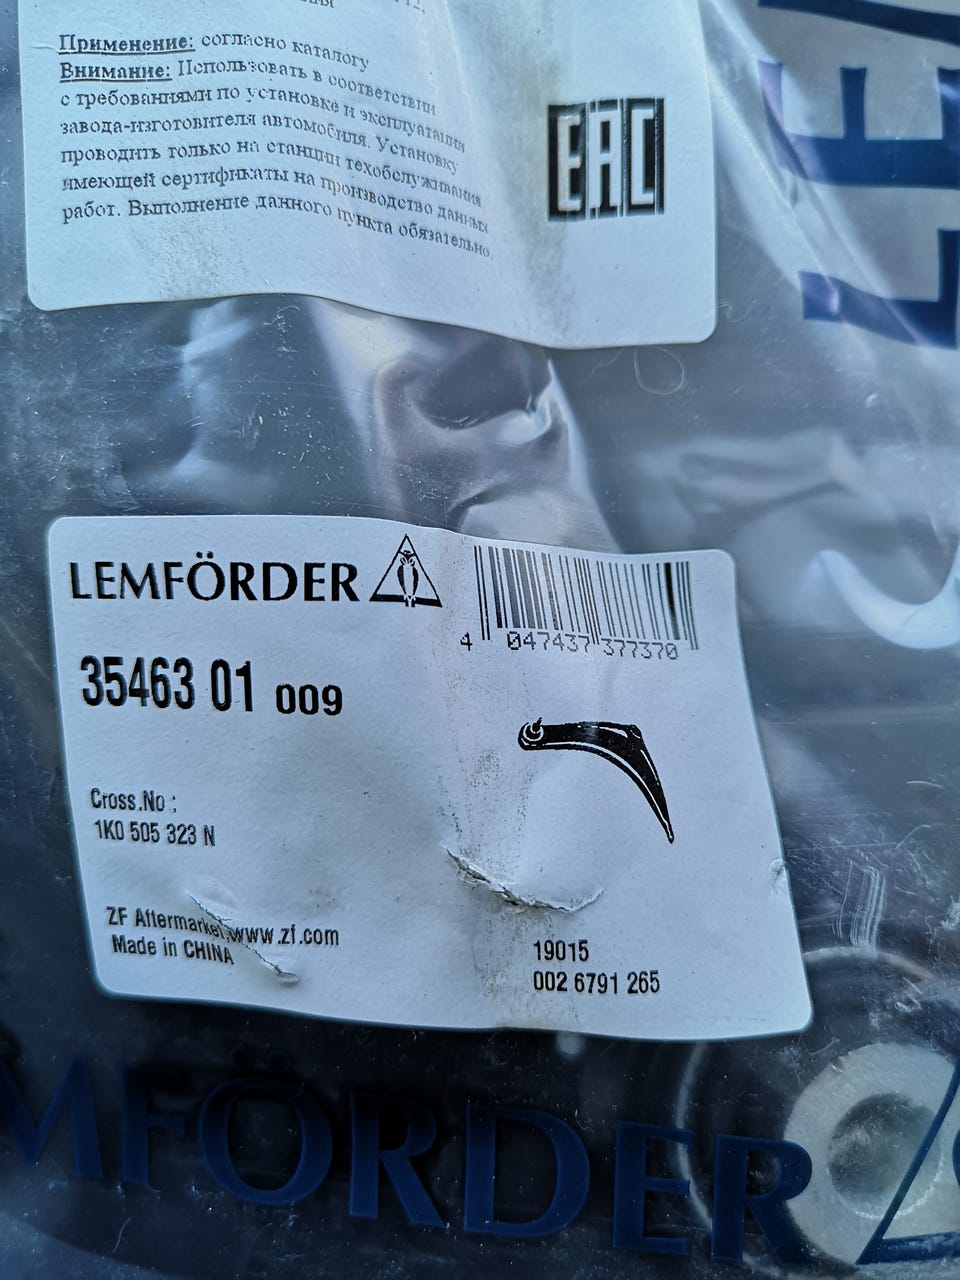 Применение: согласно каталогу
Внимание: Использовать в соответствии
с требованиями по установке и эксплуатации
завода-изготовителя автомобиля. Установку
проводить только на станции техобслуживания
имеющей сертификаты на производство данных
работ. Выполнение данного пункта обязательно.
EAC
LEMFÖRDER
4 047437 377370
35463 01 009
Cross.No :
1K0 505 323 N
ZF Aftermarket,www.zf.com
Made in CHINA
19015
002 6791 265
MFÖRDER
LE